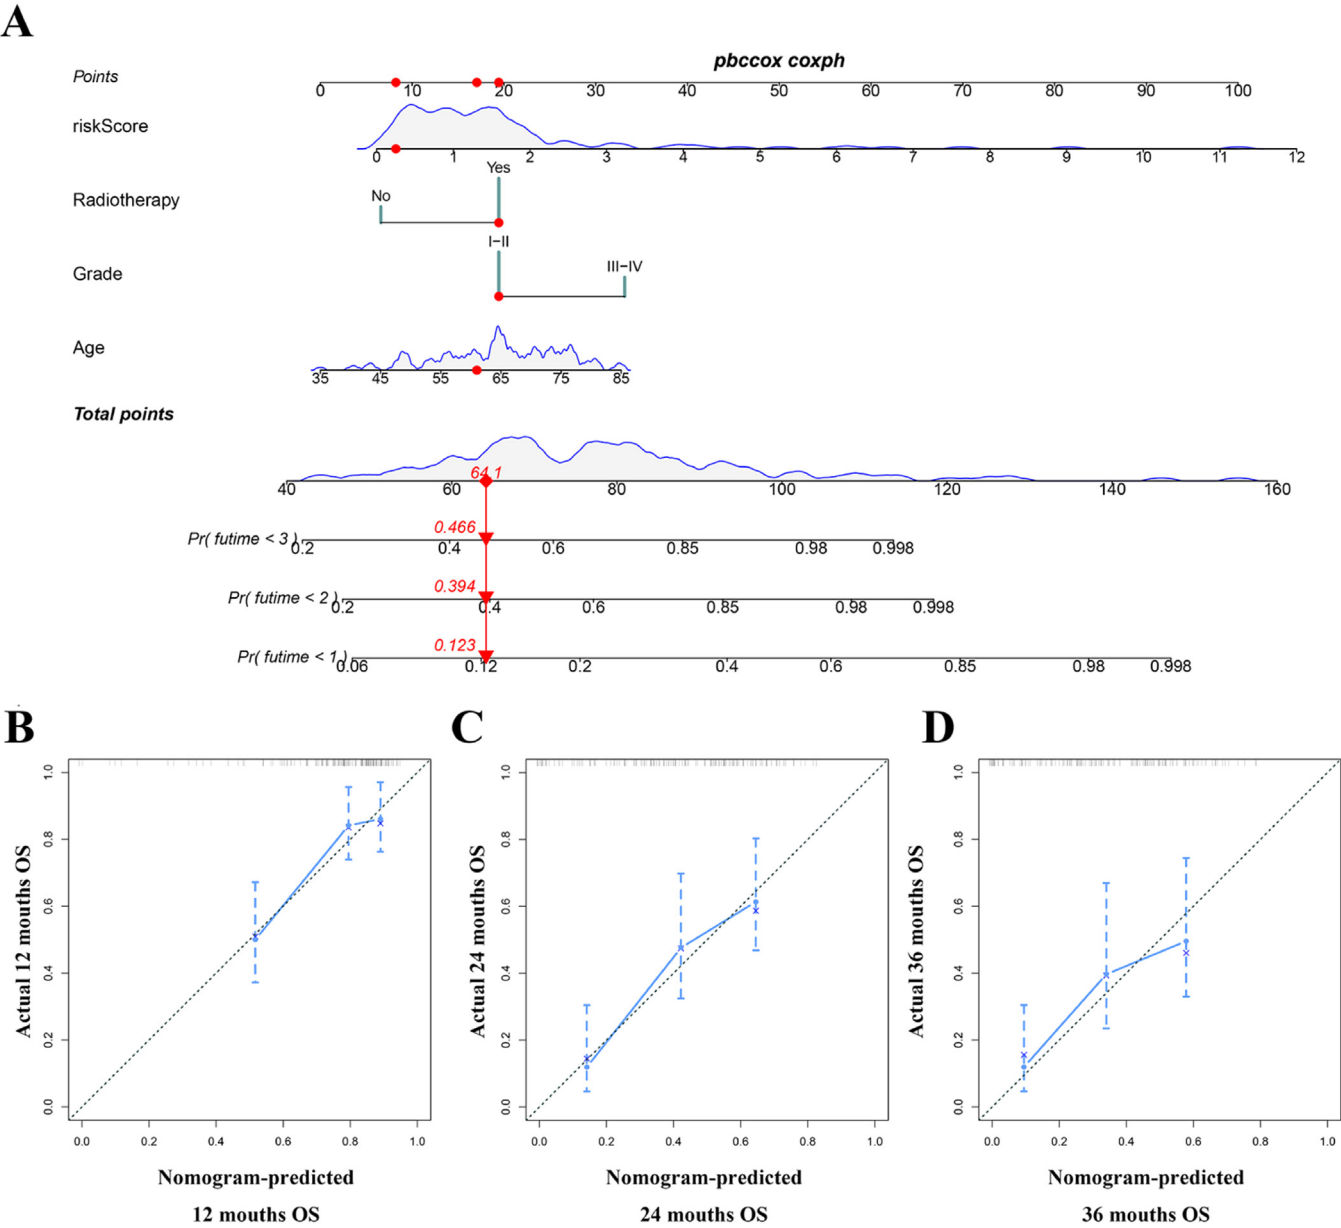 A
pbccox coxph
Points
0 10 20 30 40 50 60 70 80 90 100
riskScore
0 1 2 3 4 5 6 7 8 9 10 11 12
Yes
No
Radiotherapy
I-II
III-IV
Grade
Age
35 45 55 65 75 85
Total points
64.1
40 60 80 100 120 140 160
0.466
Pr( futime < 3 )
0.2 0.4 0.6 0.85 0.98 0.998
0.394
Pr( futime < 2 )
0.2 0.4 0.6 0.85 0.98 0.998
0.123
Pr( futime < 1 )
0.06 0.12 0.2 0.4 0.6 0.85 0.98 0.998
B
Actual 12 mouths OS
1.0
0.8
0.6
0.4
0.2
0.0
0.0 0.2 0.4 0.6 0.8 1.0
Nomogram-predicted
12 mouths OS
C
Actual 24 mouths OS
1.0
0.8
0.6
0.4
0.2
0.0
0.0 0.2 0.4 0.6 0.8 1.0
Nomogram-predicted
24 mouths OS
D
Actual 36 mouths OS
1.0
0.8
0.6
0.4
0.2
0.0
0.0 0.2 0.4 0.6 0.8 1.0
Nomogram-predicted
36 mouths OS